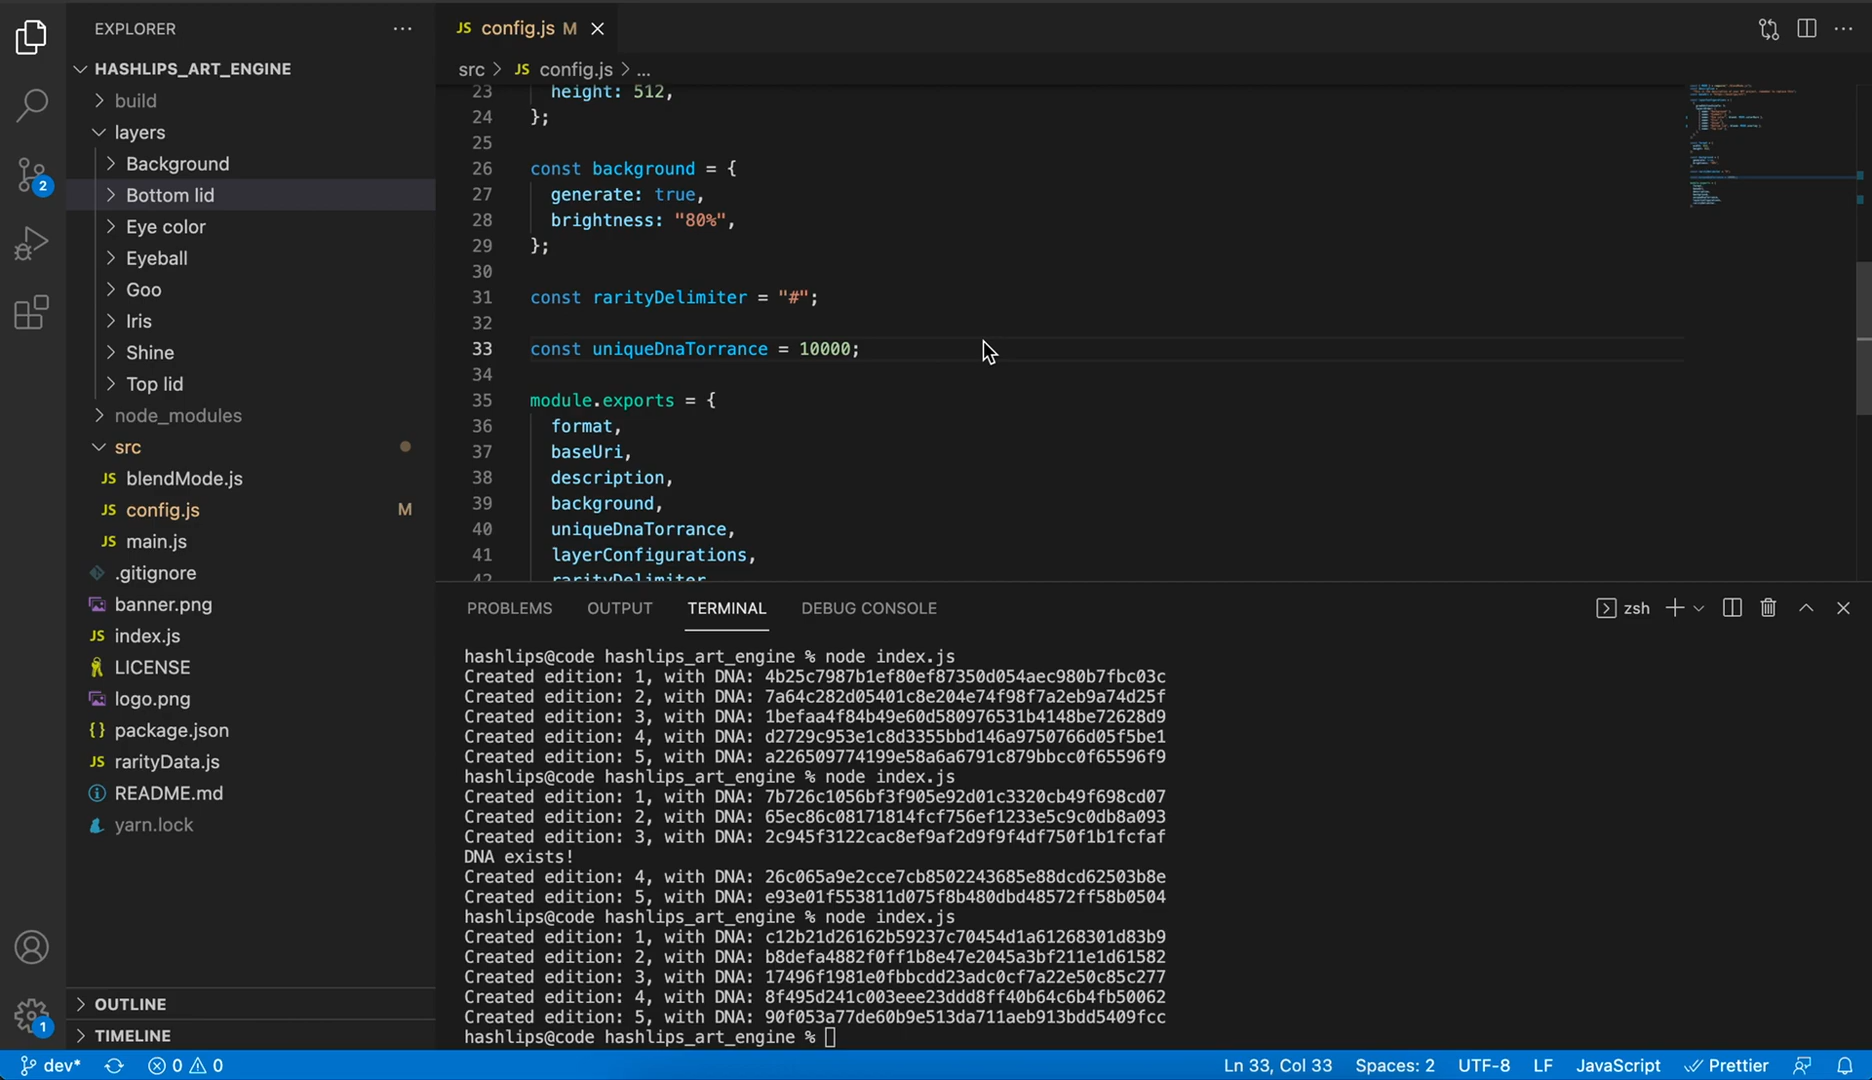 EXPLORER
HASHLIPS_ART_ENGINE
build
layers
Background
Bottom lid
Eye color
Eyeball
Goo
Iris
Shine
Top lid
node_modules
src
JS blendMode.js
JS config.js M
JS main.js
.gitignore
banner.png
JS index.js
LICENSE
logo.png
{} package.json
JS rarityData.js
README.md
yarn.lock
OUTLINE
TIMELINE
2
1
JS config.js M
src > JS config.js > ...
23 height: 512,
24 };
25
26 const background = {
27 generate: true,
28 brightness: "80%",
29 };
30
31 const rarityDelimiter = "#";
32
33 const uniqueDnaTorrance = 10000;
34
35 module.exports = {
36 format,
37 baseUri,
38 description,
39 background,
40 uniqueDnaTorrance,
41 layerConfigurations,
42 rarityDelimiter
PROBLEMS OUTPUT TERMINAL DEBUG CONSOLE zsh
hashlips@code hashlips_art_engine % node index.js
Created edition: 1, with DNA: 4b25c7987b1ef80ef87350d054aec980b7fbc03c
Created edition: 2, with DNA: 7a64c282d05401c8e204e74f98f7a2eb9a74d25f
Created edition: 3, with DNA: 1befaa4f84b49e60d580976531b4148be72628d9
Created edition: 4, with DNA: d2729c953e1c8d3355bbd146a9750766d05f5be1
Created edition: 5, with DNA: a226509774199e58a6a6791c879bbcc0f65596f9
hashlips@code hashlips_art_engine % node index.js
Created edition: 1, with DNA: 7b726c1056bf3f905e92d01c3320cb49f698cd07
Created edition: 2, with DNA: 65ec86c08171814fcf756ef1233e5c9c0db8a093
Created edition: 3, with DNA: 2c945f3122cac8ef9af2d9f9f4df750f1b1fcfaf
DNA exists!
Created edition: 4, with DNA: 26c065a9e2cce7cb8502243685e88dcd62503b8e
Created edition: 5, with DNA: e93e01f553811d075f8b480dbd48572ff58b0504
hashlips@code hashlips_art_engine % node index.js
Created edition: 1, with DNA: c12b21d26162b59237c70454d1a61268301d83b9
Created edition: 2, with DNA: b8defa4882f0ff1b8e47e2045a3bf211e1d61582
Created edition: 3, with DNA: 17496f1981e0fbbcdd23adc0cf7a22e50c85c277
Created edition: 4, with DNA: 8f495d241c003eee23ddd8ff40b64c6b4fb50062
Created edition: 5, with DNA: 90f053a77de60b9e513da711aeb913bdd5409fcc
hashlips@code hashlips_art_engine %
dev* 0 0 Ln 33, Col 33 Spaces: 2 UTF-8 LF JavaScript Prettier